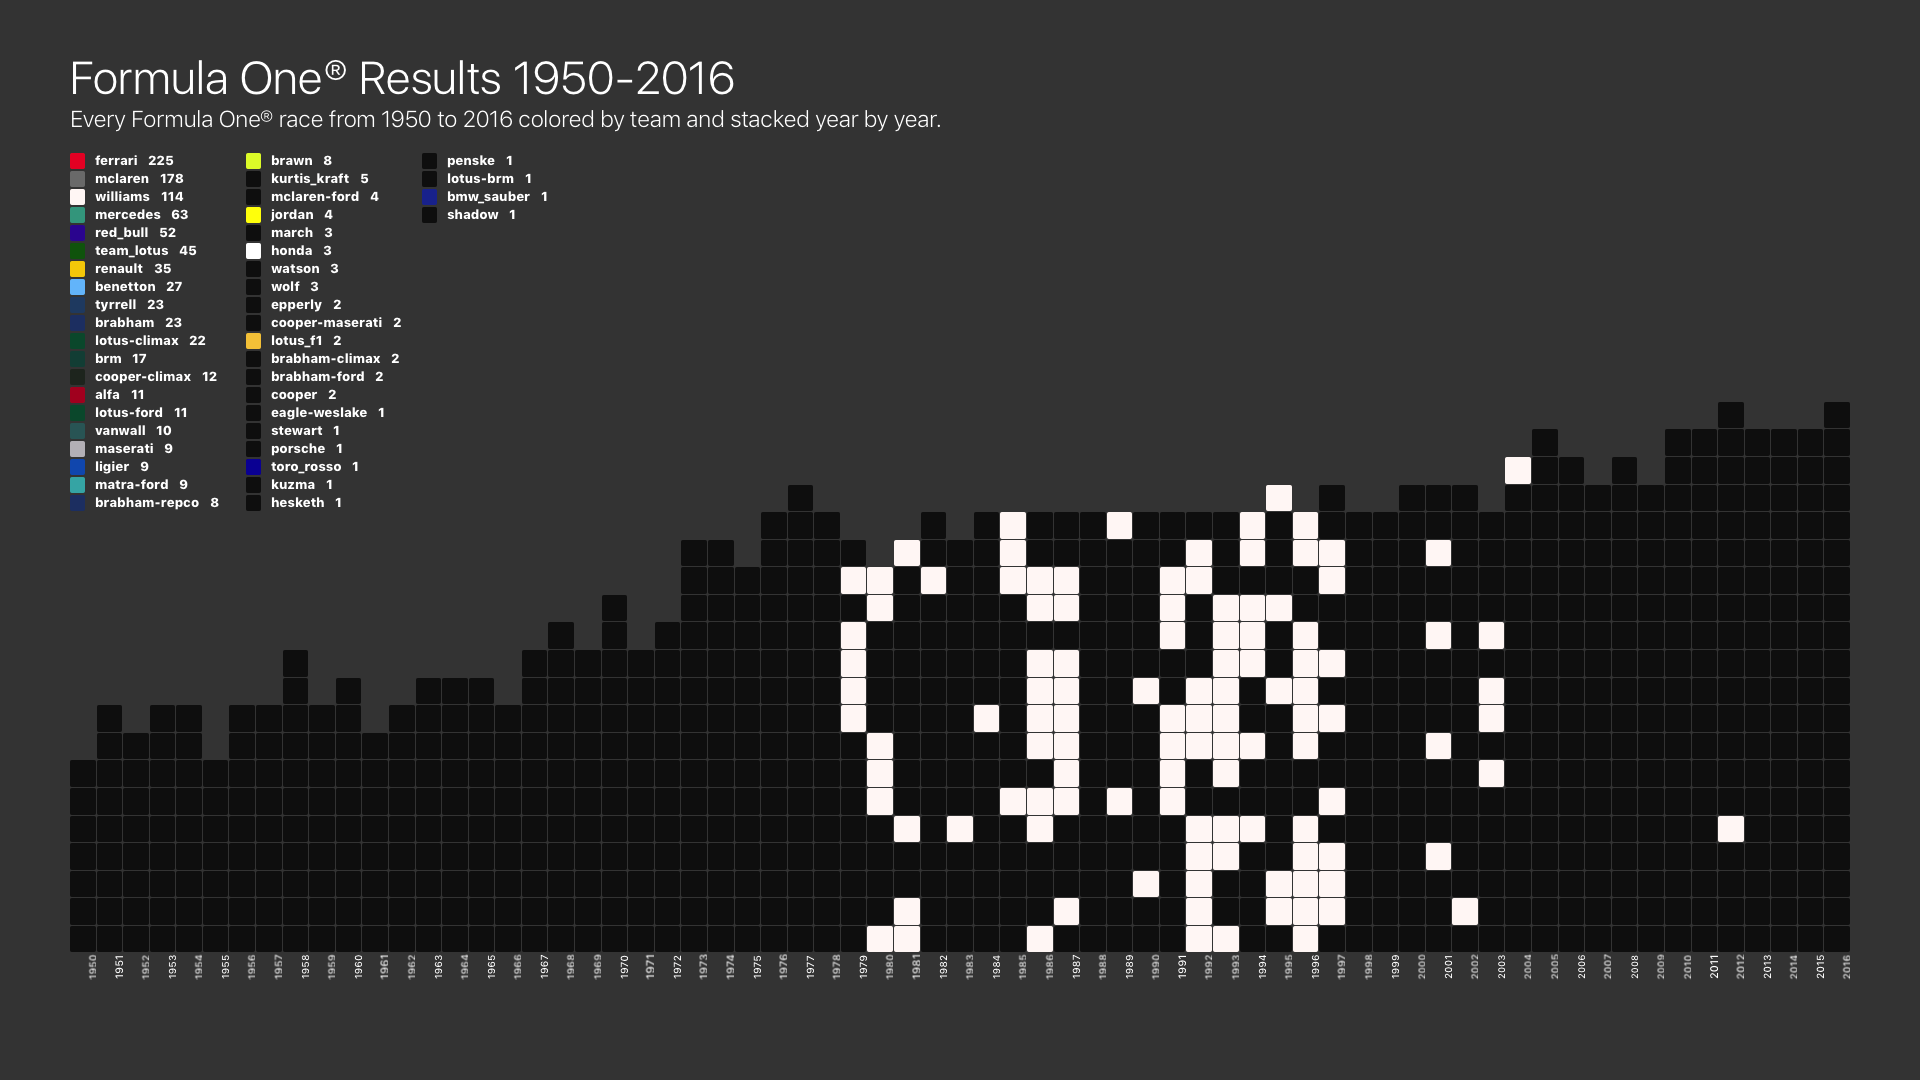 Formula One® Results 1950-2016
Every Formula One® race from 1950 to 2016 colored by team and stacked year by year.
ferrari 225
mclaren 178
williams 114
mercedes 63
red_bull 52
team_lotus 45
renault 35
benetton 27
tyrrell 23
brabham 23
lotus-climax 22
brm 17
cooper-climax 12
alfa 11
lotus-ford 11
vanwall 10
maserati 9
ligier 9
matra-ford 9
brabham-repco 8
brawn 8
kurtis_kraft 5
mclaren-ford 4
jordan 4
march 3
honda 3
watson 3
wolf 3
epperly 2
cooper-maserati 2
lotus_f1 2
brabham-climax 2
brabham-ford 2
cooper 2
eagle-weslake 1
stewart 1
porsche 1
toro_rosso 1
kuzma 1
hesketh 1
penske 1
lotus-brm 1
bmw_sauber 1
shadow 1
1950 1951 1952 1953 1954 1955 1956 1957 1958 1959 1960 1961 1962 1963 1964 1965 1966 1967 1968 1969 1970 1971 1972 1973 1974 1975 1976 1977 1978 1979 1980 1981 1982 1983 1984 1985 1986 1987 1988 1989 1990 1991 1992 1993 1994 1995 1996 1997 1998 1999 2000 2001 2002 2003 2004 2005 2006 2007 2008 2009 2010 2011 2012 2013 2014 2015 2016